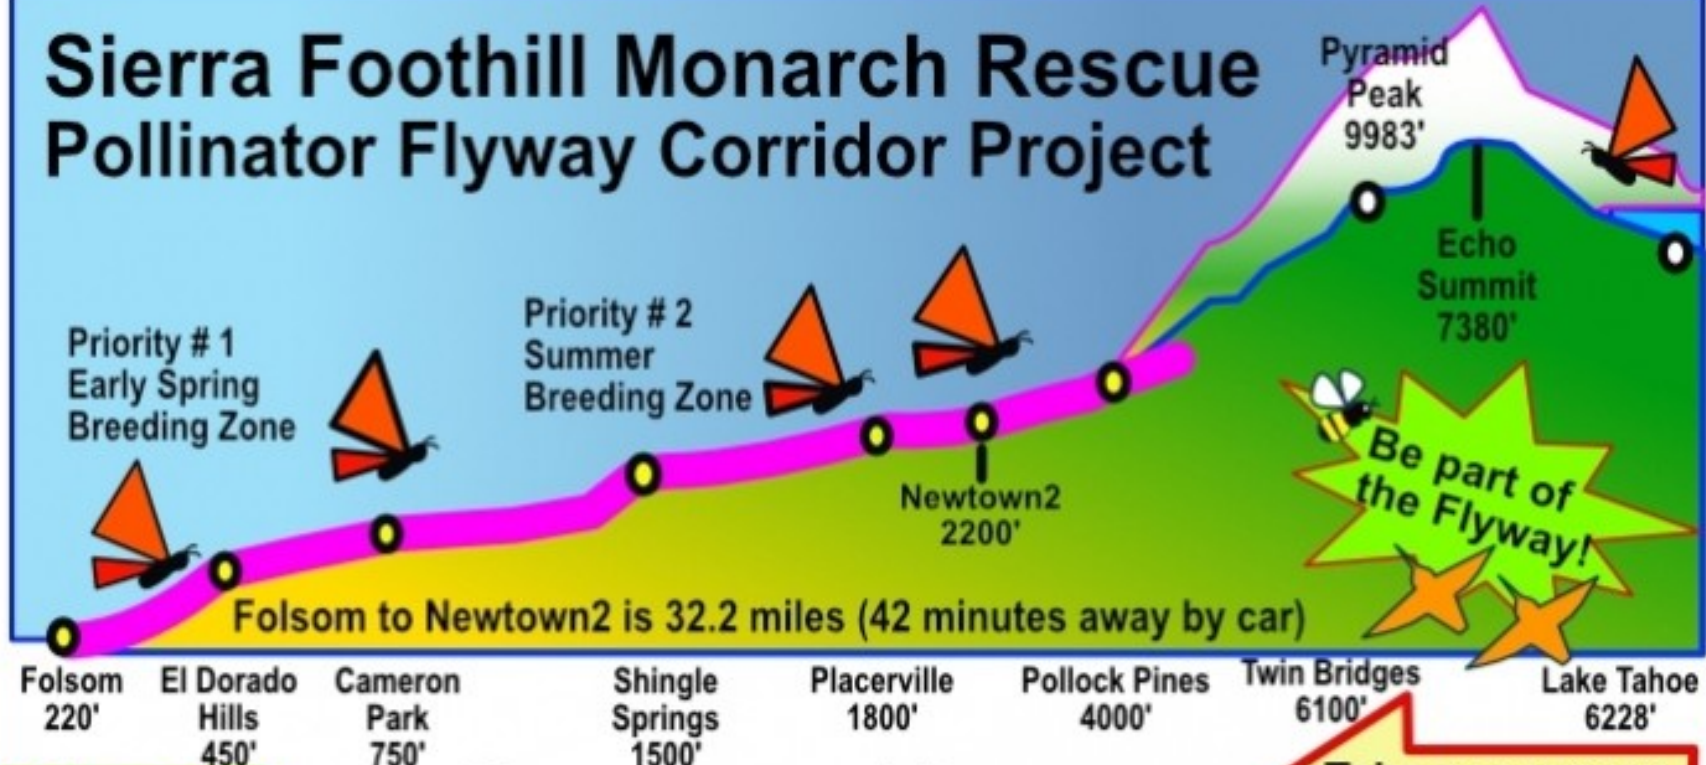 Sierra Foothill Monarch Rescue
Pollinator Flyway Corridor Project
Pyramid
Peak
9983'
Echo
Summit
7380'
Priority # 1
Early Spring
Breeding Zone
Priority # 2
Summer
Breeding Zone
Newtown2
2200'
Be part of
the Flyway!
Folsom to Newtown2 is 32.2 miles (42 minutes away by car)
Folsom
220'
El Dorado
Hills
450'
Cameron
Park
750'
Shingle
Springs
1500'
Placerville
1800'
Pollock Pines
4000'
Twin Bridges
6100'
Lake Tahoe
6228'